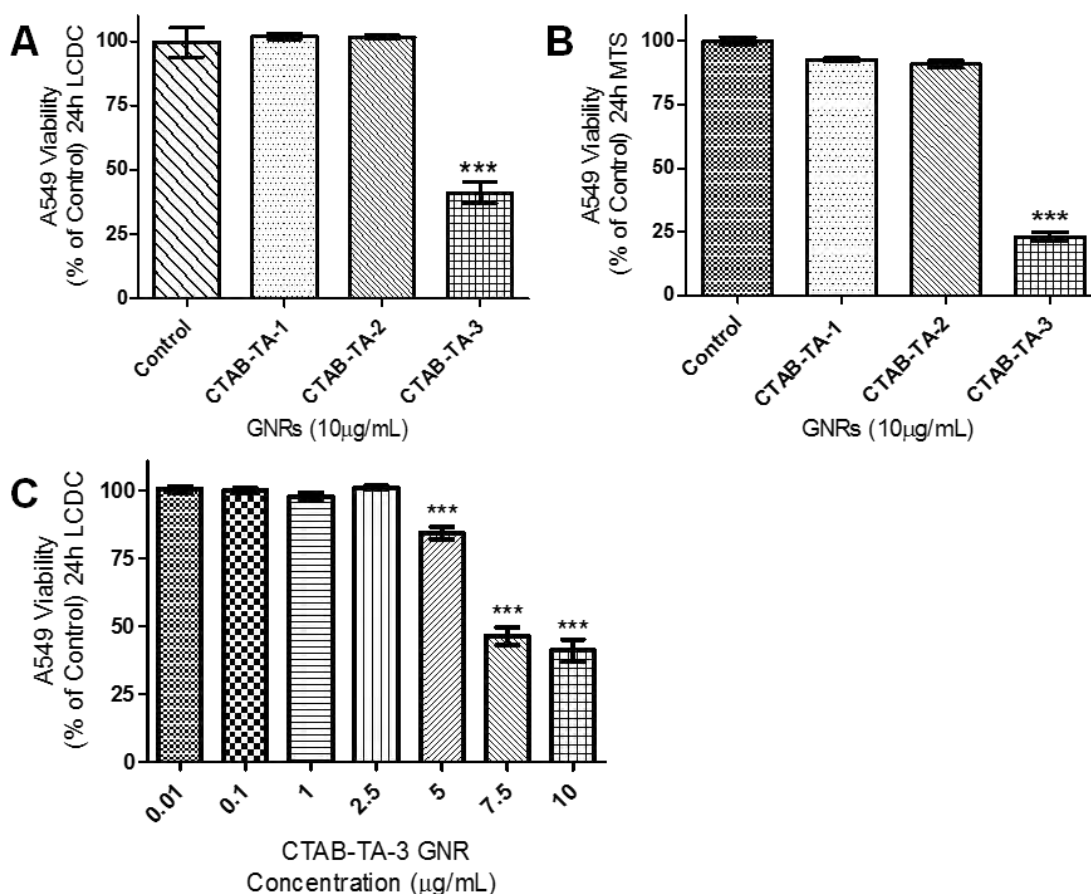 A
A549 Viability
(% of Control) 24h LCDC
100
75
50
25
0
***
Control
CTAB-TA-1
CTAB-TA-2
CTAB-TA-3
GNRs (10μg/mL)
B
A549 Viability
(% of Control) 24h MTS
100
75
50
25
0
***
Control
CTAB-TA-1
CTAB-TA-2
CTAB-TA-3
GNRs (10μg/mL)
C
A549 Viability
(% of Control) 24h LCDC
100
75
50
25
0
***
***
***
0.01
0.1
1
2.5
5
7.5
10
CTAB-TA-3 GNR
Concentration (μg/mL)